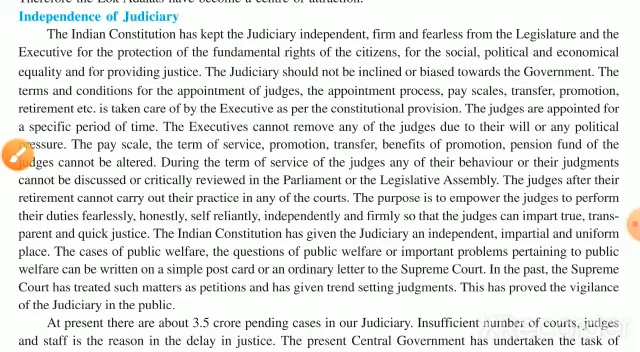 Therefore the Lok Adalats have become a centre of attraction.
Independence of Judiciary
The Indian Constitution has kept the Judiciary independent, firm and fearless from the Legislature and the
Executive for the protection of the fundamental rights of the citizens, for the social, political and economical
equality and for providing justice. The Judiciary should not be inclined or biased towards the Government. The
terms and conditions for the appointment of judges, the appointment process, pay scales, transfer, promotion,
retirement etc. is taken care of by the Executive as per the constitutional provision. The judges are appointed for
a specific period of time. The Executives cannot remove any of the judges due to their will or any political
pressure. The pay scale, the term of service, promotion, transfer, benefits of promotion, pension fund of the
judges cannot be altered. During the term of service of the judges any of their behaviour or their judgments
cannot be discussed or critically reviewed in the Parliament or the Legislative Assembly. The judges after their
retirement cannot carry out their practice in any of the courts. The purpose is to empower the judges to perform
their duties fearlessly, honestly, self reliantly, independently and firmly so that the judges can impart true, trans-
parent and quick justice. The Indian Constitution has given the Judiciary an independent, impartial and uniform
place. The cases of public welfare, the questions of public welfare or important problems pertaining to public
welfare can be written on a simple post card or an ordinary letter to the Supreme Court. In the past, the Supreme
Court has treated such matters as petitions and has given trend setting judgments. This has proved the vigilance
of the Judiciary in the public.
At present there are about 3.5 crore pending cases in our Judiciary. Insufficient number of courts, judges
and staff is the reason in the delay in justice. The present Central Government has undertaken the task of